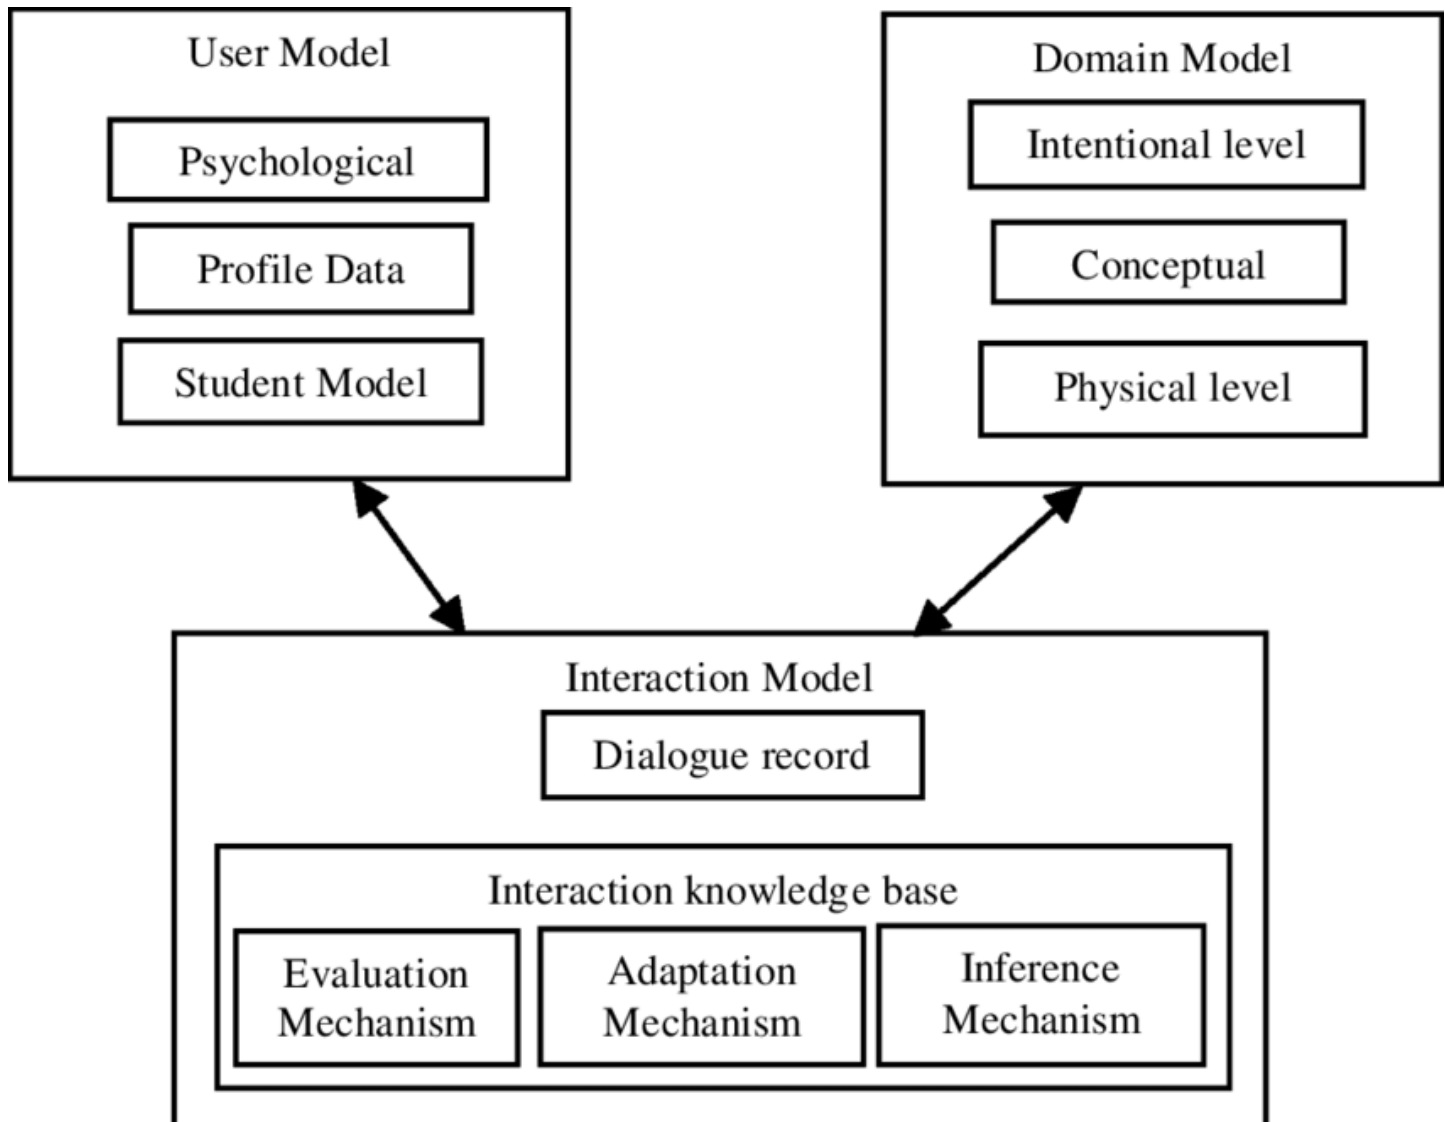 User Model
Psychological
Profile Data
Student Model
Domain Model
Intentional level
Conceptual
Physical level
Interaction Model
Dialogue record
Interaction knowledge base
Evaluation
Mechanism
Adaptation
Mechanism
Inference
Mechanism